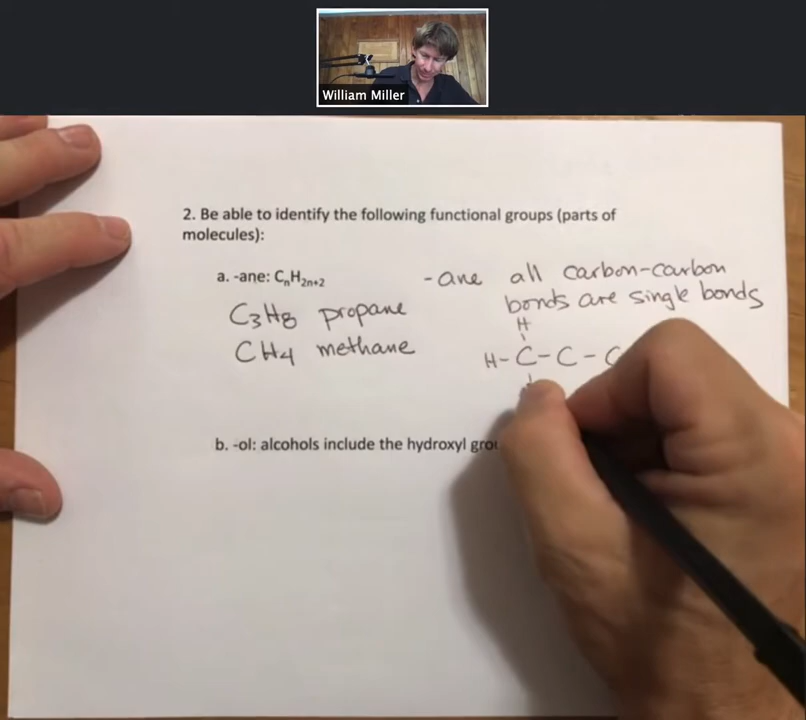 William Miller
2. Be able to identify the following functional groups (parts of
molecules):
a. -ane: CₙH₂ₙ₊₂
-ane all carbon-carbon
bonds are single bonds
C₃H₈ propane
CH₄ methane
H
H-C-C-C
b. -ol: alcohols include the hydroxyl